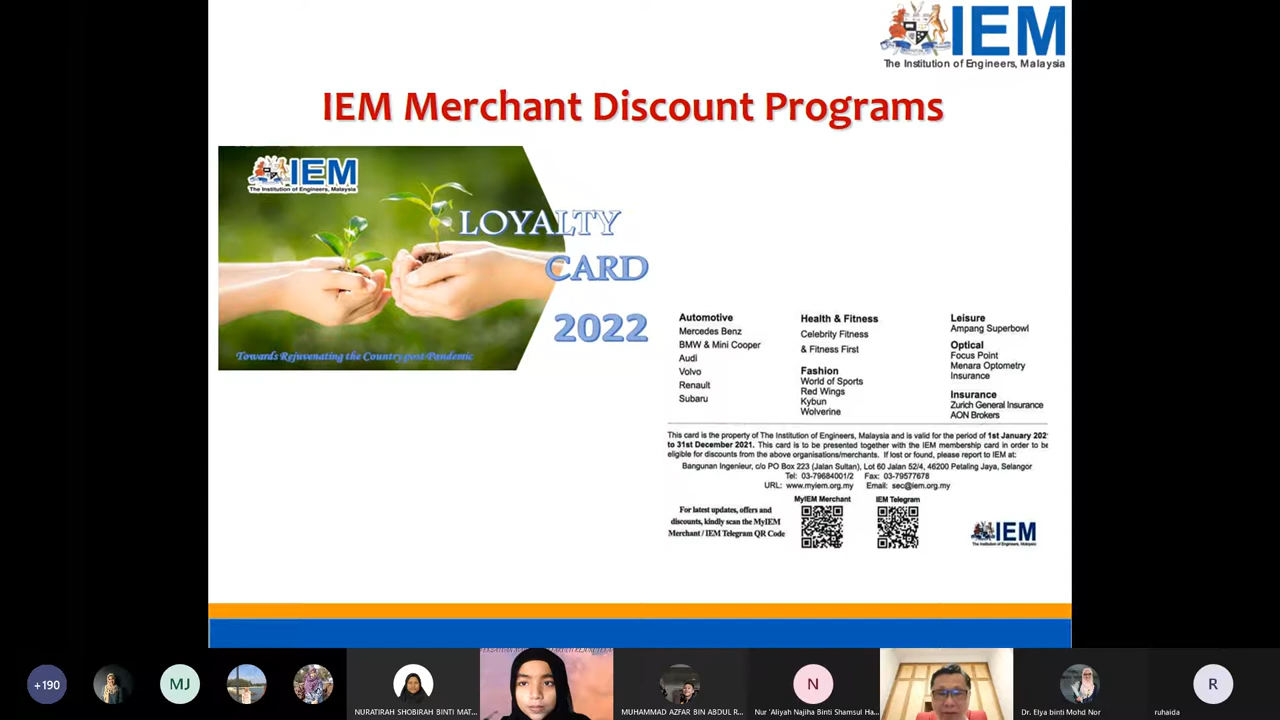 IEM
The Institution of Engineers, Malaysia
IEM Merchant Discount Programs
IEM
The Institution of Engineers, Malaysia
LOYALTY
CARD
2022
Towards Rejuvenating the Country post Pandemic
Automotive
Mercedes Benz
BMW & Mini Cooper
Audi
Volvo
Renault
Subaru
Health & Fitness
Celebrity Fitness
& Fitness First
Fashion
World of Sports
Red Wings
Kybun
Wolverine
Leisure
Ampang Superbowl
Optical
Focus Point
Menara Optometry
Insurance
Insurance
Zurich General Insurance
AON Brokers
This card is the property of The Institution of Engineers, Malaysia and is valid for the period of 1st January 202
to 31st December 2021. This card is to be presented together with the IEM membership card in order to be
eligible for discounts from the above organisations/merchants. If lost or found, please report to IEM at:
Bangunan Ingenieur, c/o PO Box 223 (Jalan Sultan), Lot 60 Jalan 52/4, 46200 Petaling Jaya, Selangor
Tel: 03-79684001/2 Fax: 03-79577678
URL: www.myiem.org.my Email: sec@iem.org.my
MyIEM Merchant
IEM Telegram
For latest updates, offers and
discounts, kindly scan the MyIEM
Merchant / IEM Telegram QR Code
IEM
The Institution of Engineers, Malaysia
+190
MJ
NURATIRAH SHOBIRAH BINTI MAT...
MUHAMMAD AZFAR BIN ABDUL R...
N
Nur 'Aliyah Najiha Binti Shamsul Ha...
Dr. Elya binti Mohd Nor
R
ruhaida